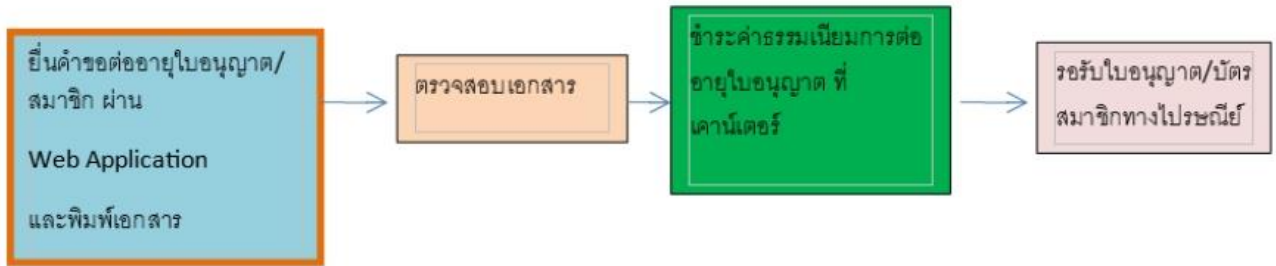 ยื่นคำขอต่ออายุใบอนุญาต/
สมาชิก ผ่าน
Web Application
และพิมพ์เอกสาร
ตรวจสอบเอกสาร
ชำระค่าธรรมเนียมการต่อ
อายุใบอนุญาต ที่
เคาน์เตอร์
รอรับใบอนุญาต/บัตร
สมาชิกทางไปรษณีย์